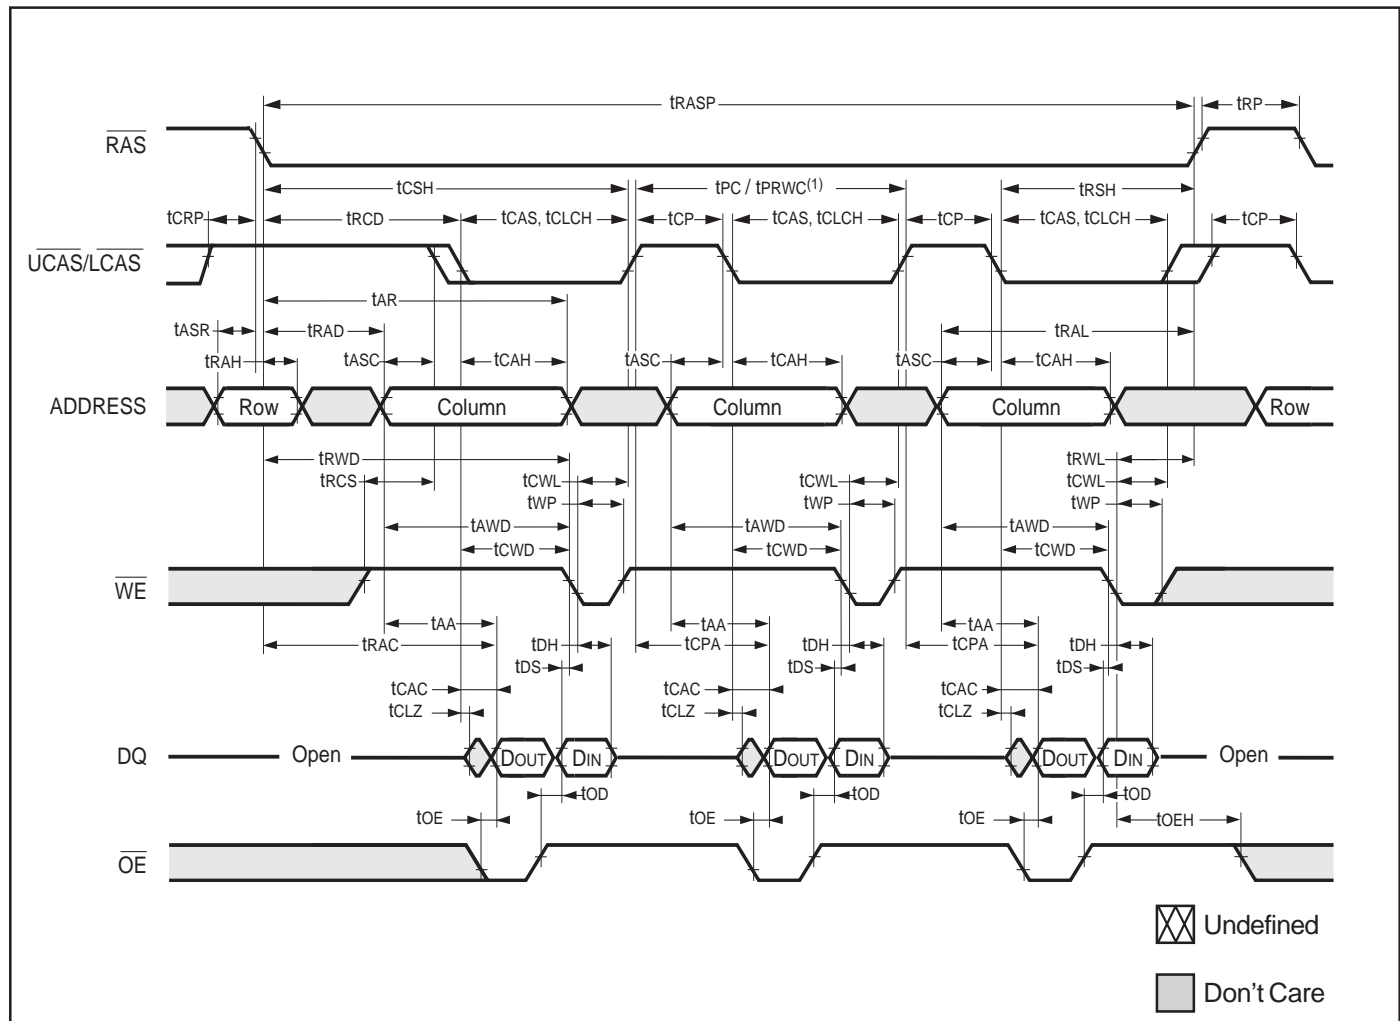 tRASP tRP
RAS
tCSH tPC / tPRWC(1) tRSH
tCRP tRCD tCAS, tCLCH tCP tCAS, tCLCH tCP tCAS, tCLCH tCP
UCAS/LCAS
tAR
tASR tRAD tRAL
tRAH tASC tCAH tASC tCAH tASC tCAH
ADDRESS Row Column Column Column Row
tRWD tRWL
tRCS tCWL tCWL tCWL
tWP tWP tWP
tAWD tAWD tAWD
tCWD tCWD tCWD
WE
tAA tAA tAA
tRAC tDH tCPA tDH tCPA tDH
tDS tDS tDS
tCAC tCAC tCAC
tCLZ tCLZ tCLZ
DQ Open DOUT DIN DOUT DIN DOUT DIN Open
tOD tOD tOD
tOE tOE tOE tOEH
OE
Undefined
Don't Care